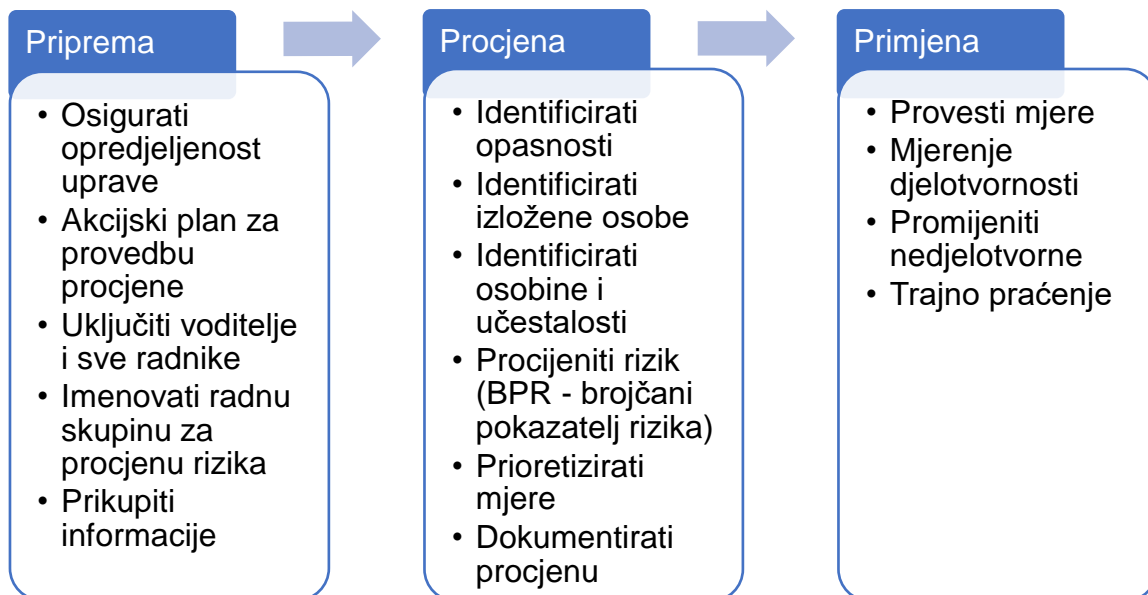 Priprema
• Osigurati
opredjeljenost
uprave
• Akcijski plan za
provedbu
procjene
• Uključiti voditelje
i sve radnike
• Imenovati radnu
skupinu za
procjenu rizika
• Prikupiti
informacije
Procjena
• Identificirati
opasnosti
• Identificirati
izložene osobe
• Identificirati
osobine i
učestalosti
• Procijeniti rizik
(BPR - brojčani
pokazatelj rizika)
• Prioretizirati
mjere
• Dokumentirati
procjenu
Primjena
• Provesti mjere
• Mjerenje
djelotvornosti
• Promijeniti
nedjelotvorne
• Trajno praćenje